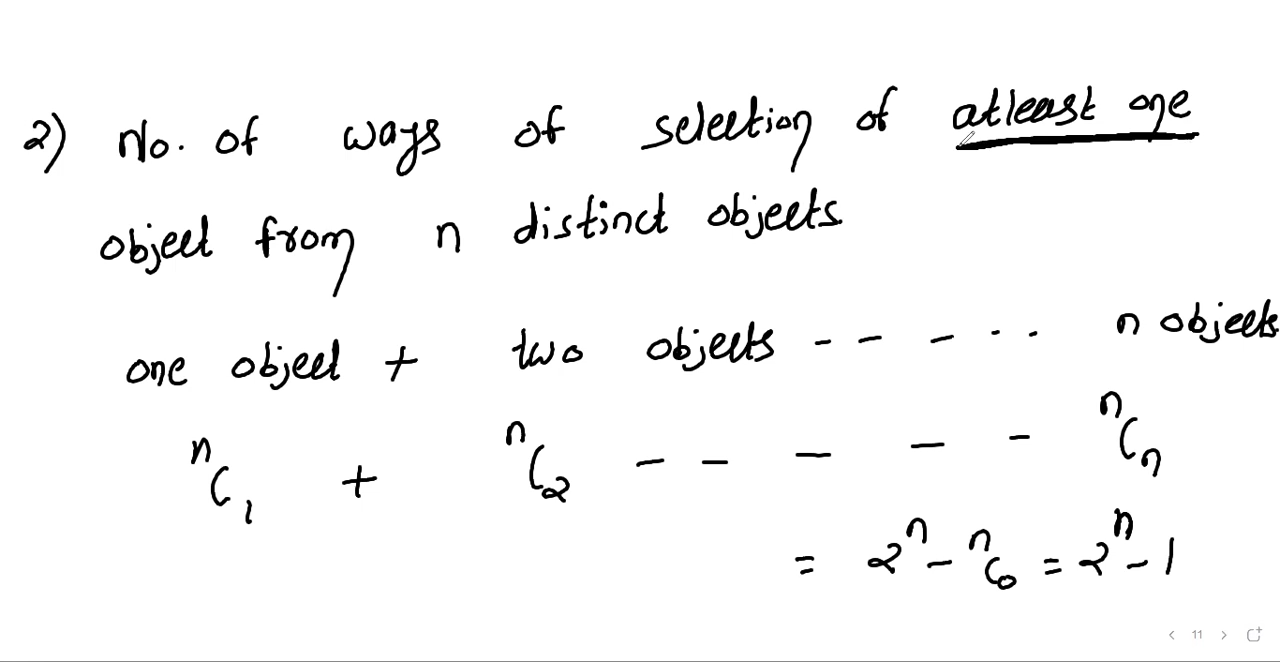 2) No. of ways of selection of atleast one
object from n distinct objects
one object + two objects - - - . . n objects
ⁿC₁ + ⁿC₂ - - - - - ⁿCₙ
= 2ⁿ - ⁿC₀ = 2ⁿ - 1
< 11 >